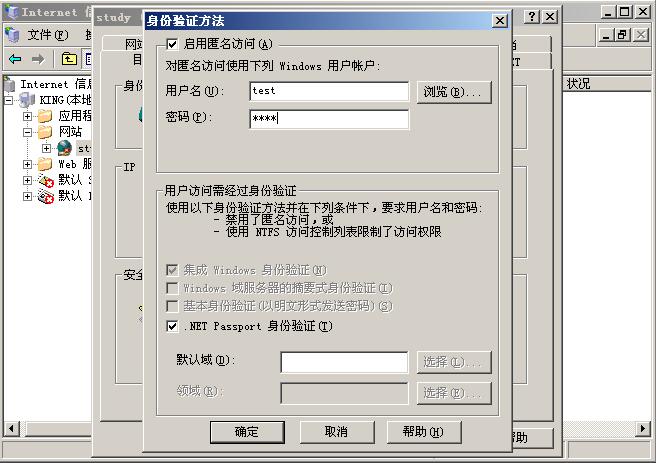 Internet 信
study
? ×
身份验证方法
文件(F)
启用匿名访问(A)
对匿名访问使用下列 Windows 用户帐户:
用户名(U):
test
浏览(B)...
密码(P):
****
状况
Internet 信息
KING(本地
应用程
网站
st
Web 服
默认 S
默认
网站
目
身份
IP
安全
用户访问需经过身份验证
使用以下身份验证方法并在下列条件下，要求用户名和密码:
- 禁用了匿名访问，或
- 使用 NTFS 访问控制列表限制了访问权限
集成 Windows 身份验证(N)
Windows 域服务器的摘要式身份验证(I)
基本身份验证(以明文形式发送密码)(S)
.NET Passport 身份验证(T)
默认域(D):
选择(L)...
领域(R):
选择(E)...
确定
取消
帮助(H)
帮助